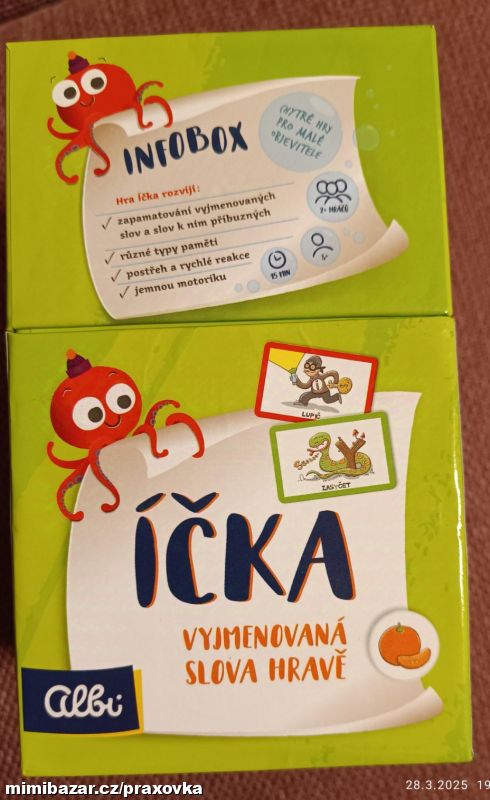 INFOBOX
CHYTRÉ HRY
PRO MALÉ
OBJEVITELE
Hra íčka rozvíjí:
✓ zapamatování vyjmenovaných
slov a slov k nim příbuzných
✓ různé typy paměti
✓ postřeh a rychlé reakce
✓ jemnou motoriku
HRÁČŮ
15 MIN
LUPIČ
ZASYČET
ÍČKA
VYJMENOVANÁ
SLOVA HRAVĚ
albi
mimibazar.cz/praxovka
28.3.2025 19